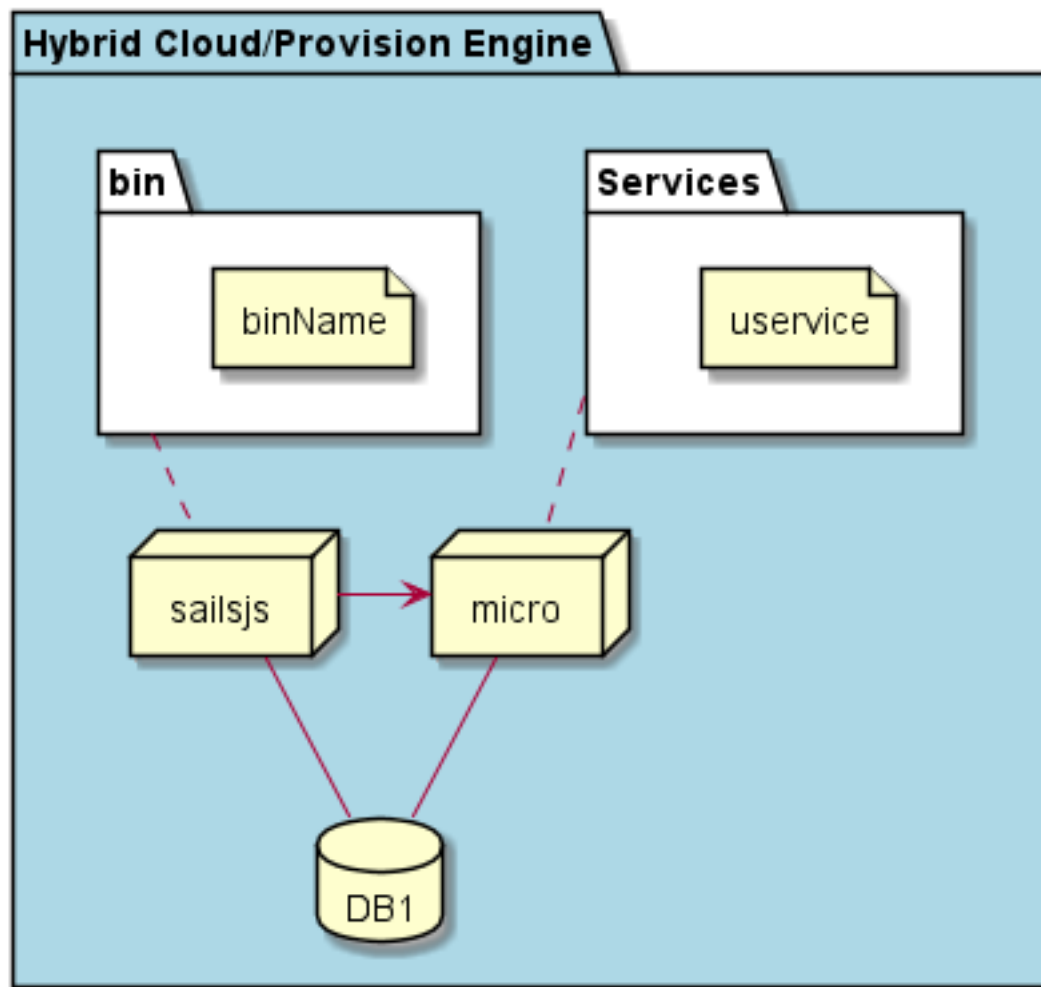 Hybrid Cloud/Provision Engine
bin
Services
binName
uservice
sailsjs
micro
DB1